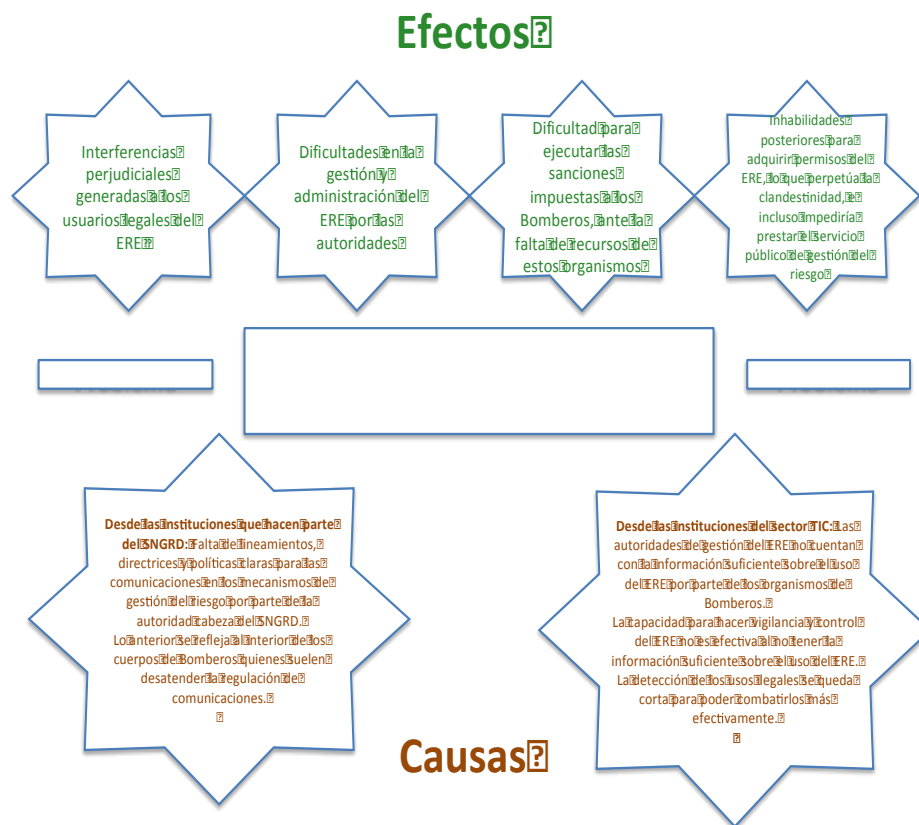 Efectos
Interferencias
perjudiciales
generadas a los
usuarios legales del
ERE
Dificultades en la
gestión y
administración del
ERE por las
autoridades
Dificultad para
ejecutar las
sanciones
impuestas a los
Bomberos, ante la
falta de recursos de
estos organismos
Inhabilidades
posteriores para
adquirir permisos del
ERE, lo que perpetúa la
clandestinidad, e
incluso impediría
prestar el servicio
público de gestión del
riesgo
Desde las instituciones que hacen parte
del SNGRD: Falta de lineamientos,
directrices y políticas claras para las
comunicaciones en los mecanismos de
gestión del riesgo por parte de la
autoridad cabeza del SNGRD.
Lo anterior se refleja al interior de los
cuerpos de Bomberos quienes suelen
desatender la regulación de
comunicaciones.
Desde las instituciones del sector TIC: Las
autoridades de gestión del ERE no cuentan
con la información suficiente sobre el uso
del ERE por parte de los organismos de
Bomberos.
La capacidad para hacer vigilancia y control
del ERE no es efectiva al no tener la
información suficiente sobre el uso del ERE.
La detección de los usos ilegales se queda
corta para poder combatirlos más
efectivamente.
Causas